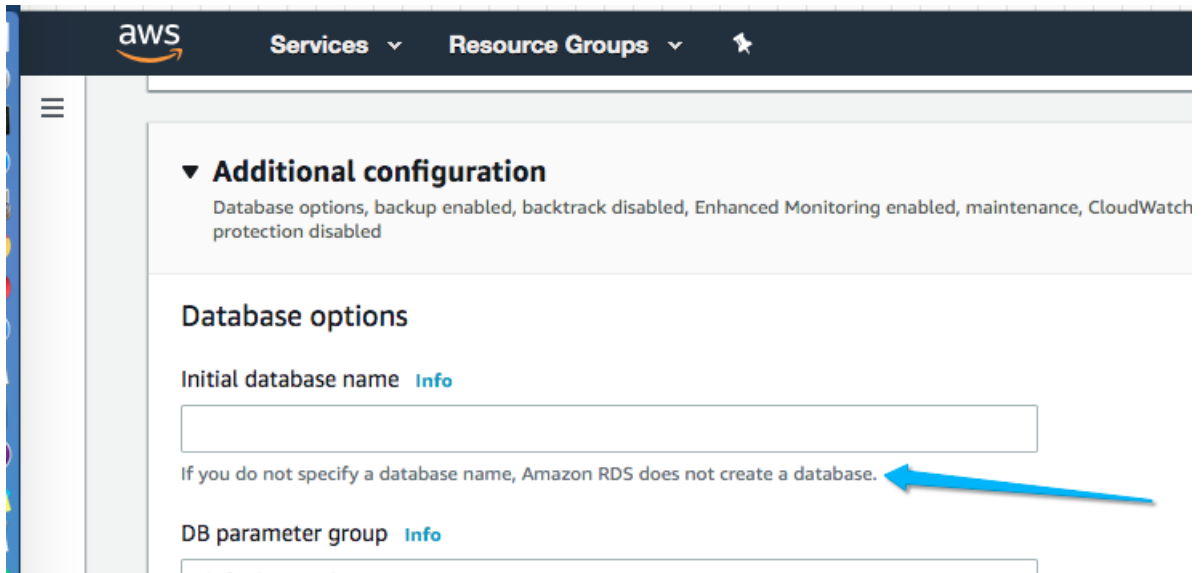 aws Services Resource Groups
Additional configuration
Database options, backup enabled, backtrack disabled, Enhanced Monitoring enabled, maintenance, CloudWatch
protection disabled
Database options
Initial database name Info
If you do not specify a database name, Amazon RDS does not create a database.
DB parameter group Info